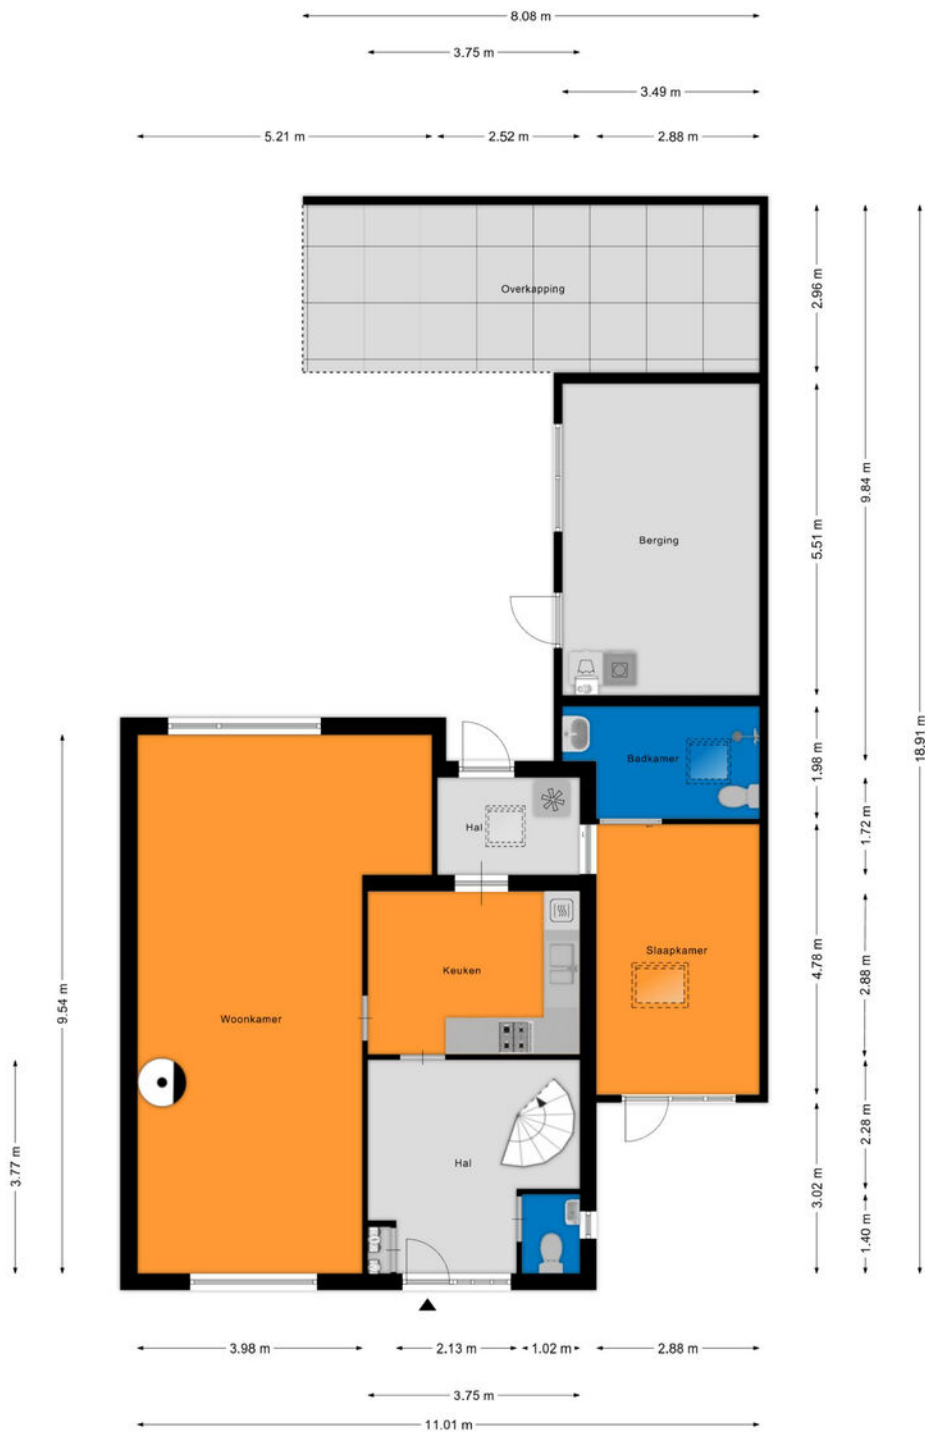 8.08 m
3.75 m
3.49 m
5.21 m
2.52 m
2.88 m
Overkapping
2.96 m
Berging
5.51 m
9.84 m
18.91 m
Badkamer
1.98 m
Hal
1.72 m
Slaapkamer
4.78 m
Keuken
2.88 m
Woonkamer
9.54 m
3.77 m
Hal
2.28 m
3.02 m
1.40 m
3.98 m
2.13 m
1.02 m
2.88 m
3.75 m
11.01 m